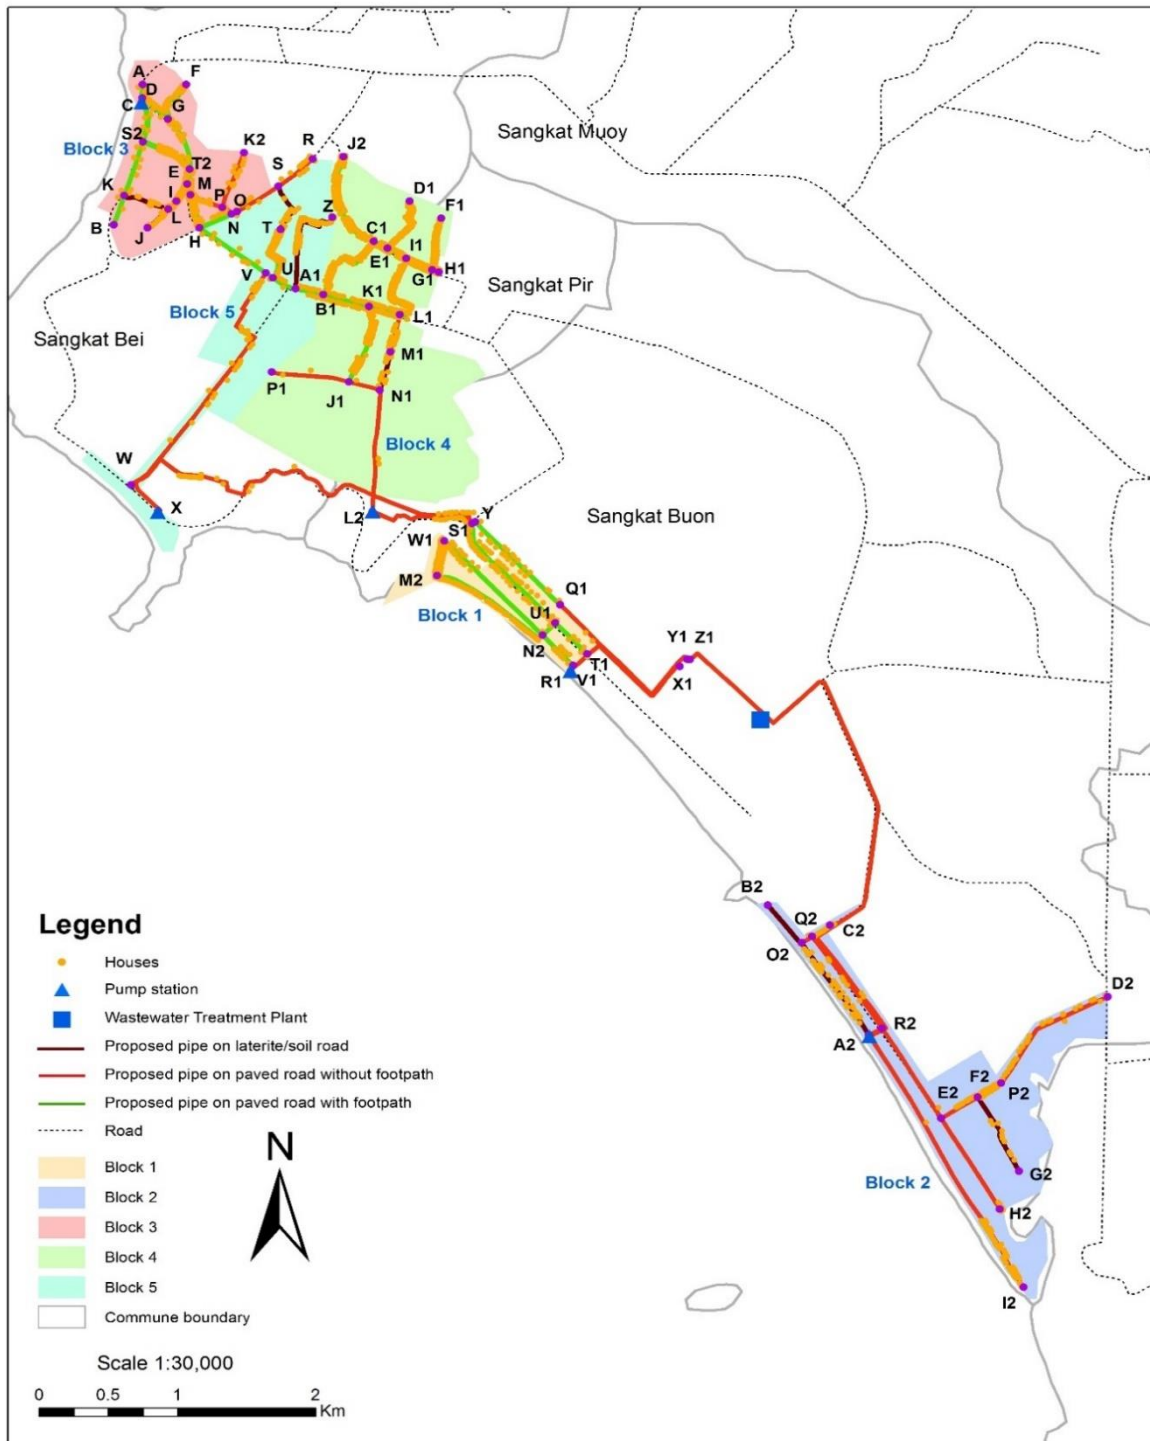 A
F
D
C
G
Sangkat Muoy
S2
K2
R
J2
Block 3
T2
S
E
M
K
I
P
O
Z
D1
F1
L
N
B
J
H
T
C1
E1
I1
G1
H1
V
U
A1
Sangkat Pir
B1
K1
Block 5
L1
Sangkat Bei
M1
P1
J1
N1
Block 4
W
X
L2
Y
Sangkat Buon
S1
W1
M2
Q1
Block 1
U1
N2
Y1
Z1
T1
R1
V1
X1
B2
Q2
C2
O2
D2
R2
A2
F2
P2
E2
G2
Block 2
H2
I2
Legend
Houses
Pump station
Wastewater Treatment Plant
Proposed pipe on laterite/soil road
Proposed pipe on paved road without footpath
Proposed pipe on paved road with footpath
Road
Block 1
Block 2
Block 3
Block 4
Block 5
Commune boundary
N
Scale 1:30,000
0 0.5 1 2
Km